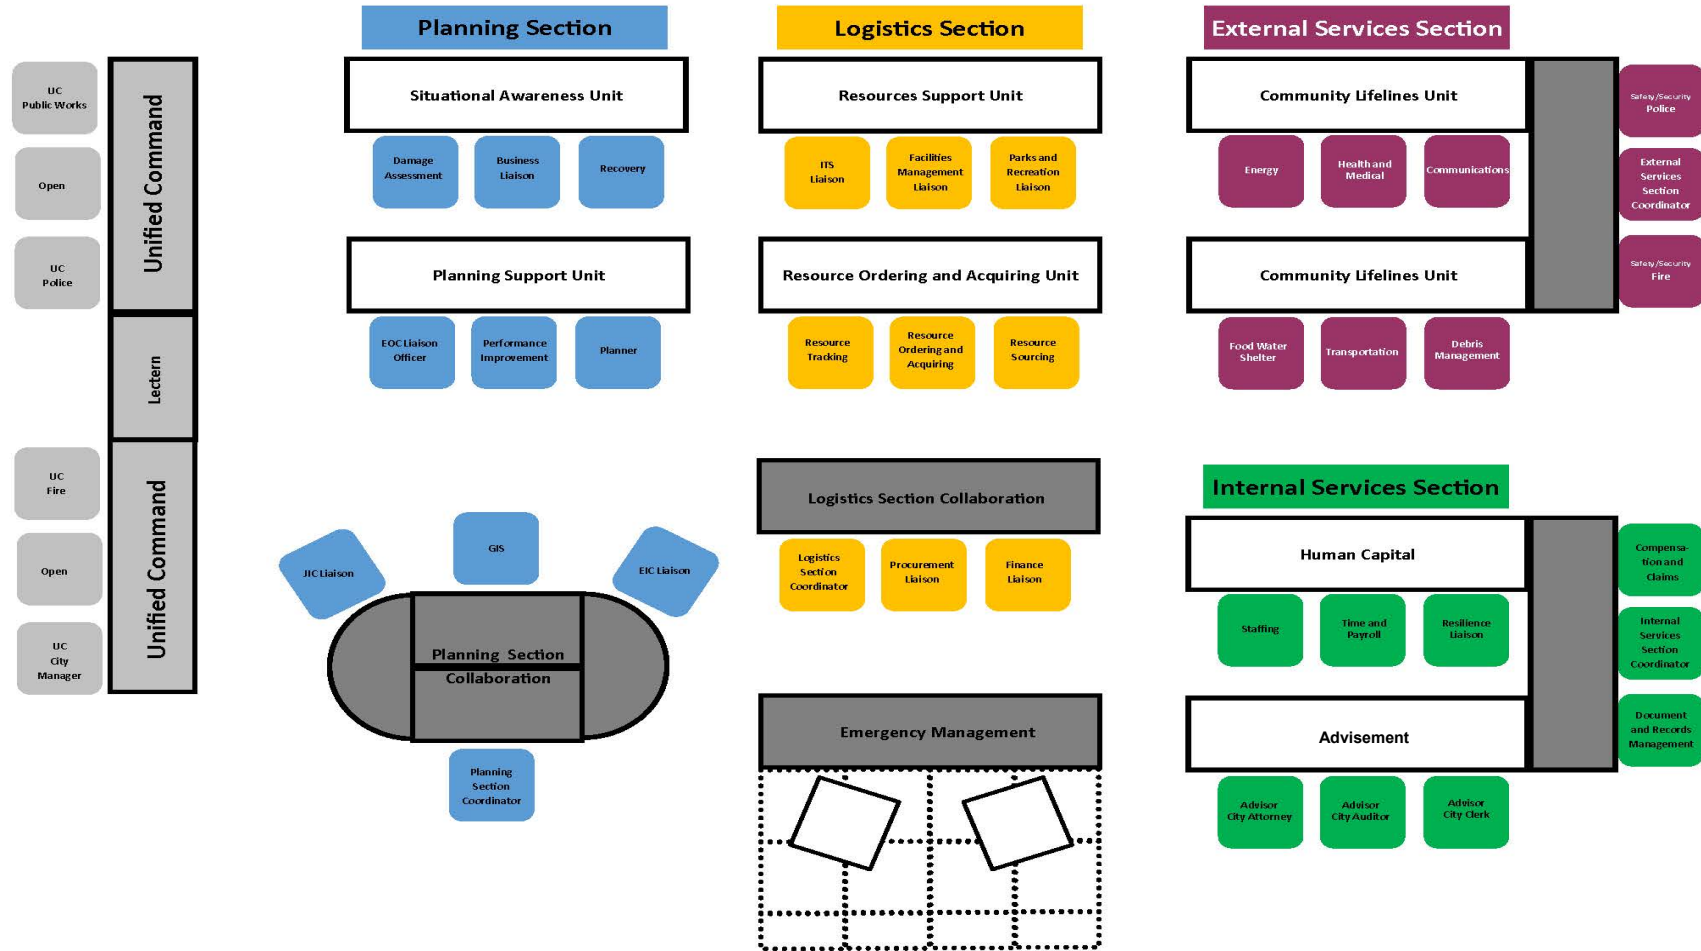 UC
Public Works
Open
UC
Police
UC
Fire
Open
UC
City
Manager
Unified Command
Lectern
Unified Command
Planning Section
Situational Awareness Unit
Damage
Assessment
Business
Liaison
Recovery
Planning Support Unit
EOC Liaison
Officer
Performance
Improvement
Planner
JIC Liaison
GIS
EIC Liaison
Planning Section
Collaboration
Planning
Section
Coordinator
Logistics Section
Resources Support Unit
ITS
Liaison
Facilities
Management
Liaison
Parks and
Recreation
Liaison
Resource Ordering and Acquiring Unit
Resource
Tracking
Resource
Ordering and
Acquiring
Resource
Sourcing
Logistics Section Collaboration
Logistics
Section
Coordinator
Procurement
Liaison
Finance
Liaison
Emergency Management
External Services Section
Community Lifelines Unit
Energy
Health and
Medical
Communications
Community Lifelines Unit
Food Water
Shelter
Transportation
Debris
Management
Safety/Security
Police
External
Services
Section
Coordinator
Safety/Security
Fire
Internal Services Section
Human Capital
Staffing
Time and
Payroll
Resilience
Liaison
Advisement
Advisor
City Attorney
Advisor
City Auditor
Advisor
City Clerk
Compensa-
tion and
Claims
Internal
Services
Section
Coordinator
Document
and Records
Management